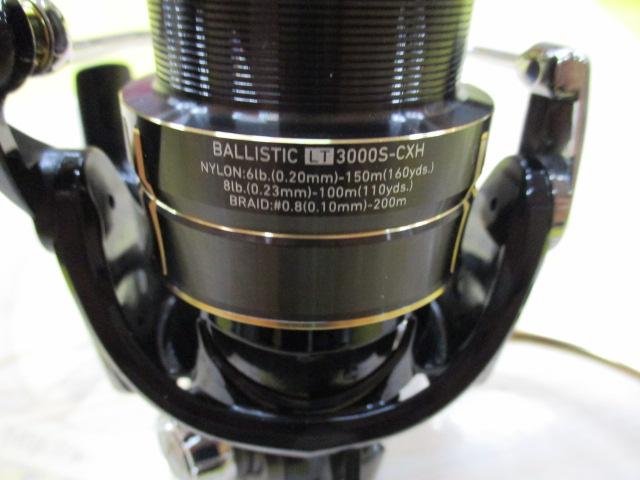 BALLISTIC LT 3000S-CXH
NYLON:6lb.(0.20mm)-150m(160yds.)
8lb.(0.23mm)-100m(110yds.)
BRAID:#0.8(0.10mm)-200m